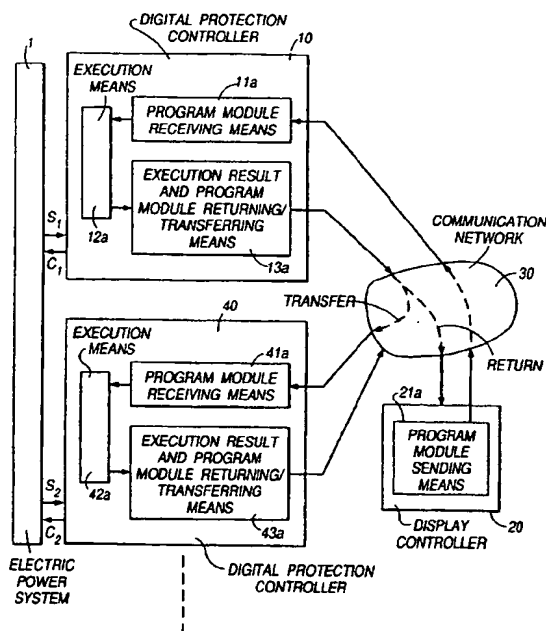 DIGITAL PROTECTION
CONTROLLER
1
10
EXECUTION
MEANS
11a
PROGRAM MODULE
RECEIVING MEANS
EXECUTION RESULT
AND PROGRAM
MODULE RETURNING/
TRANSFERRING
MEANS
12a
13a
S1
C1
COMMUNICATION
NETWORK
30
TRANSFER
RETURN
40
EXECUTION
MEANS
41a
PROGRAM MODULE
RECEIVING MEANS
EXECUTION RESULT
AND PROGRAM
MODULE RETURNING/
TRANSFERRING
MEANS
42a
43a
S2
C2
21a
PROGRAM
MODULE
SENDING
MEANS
DISPLAY
CONTROLLER
20
ELECTRIC
POWER
SYSTEM
DIGITAL PROTECTION
CONTROLLER